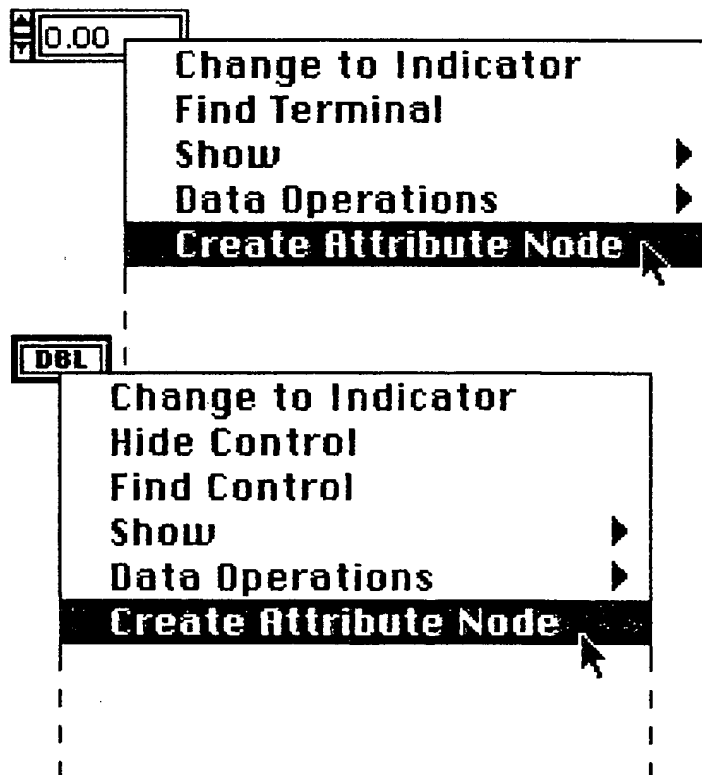 0.00
Change to Indicator
Find Terminal
Show
Data Operations
Create Attribute Node
DBL
Change to Indicator
Hide Control
Find Control
Show
Data Operations
Create Attribute Node